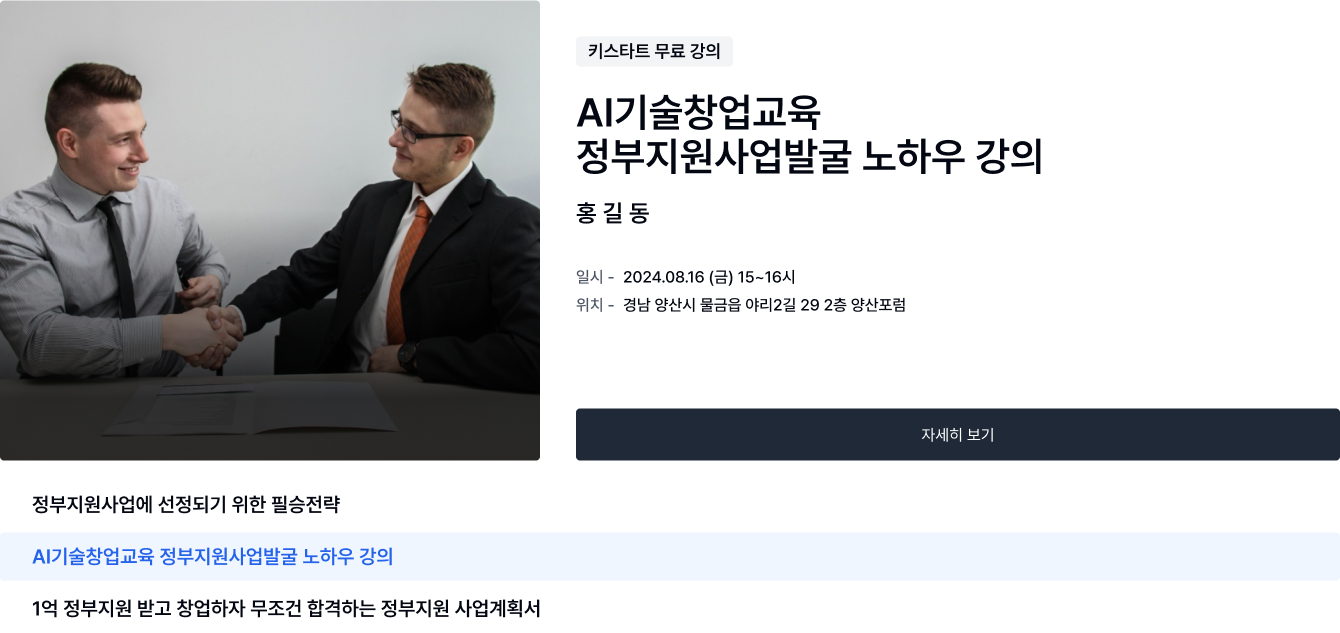 키스타트 무료 강의
AI기술창업교육
정부지원사업발굴 노하우 강의
홍 길 동
일시 - 2024.08.16 (금) 15~16시
위치 - 경남 양산시 물금읍 야리2길 29 2층 양산포럼
자세히 보기
정부지원사업에 선정되기 위한 필승전략
AI기술창업교육 정부지원사업발굴 노하우 강의
1억 정부지원 받고 창업하자 무조건 합격하는 정부지원 사업계획서